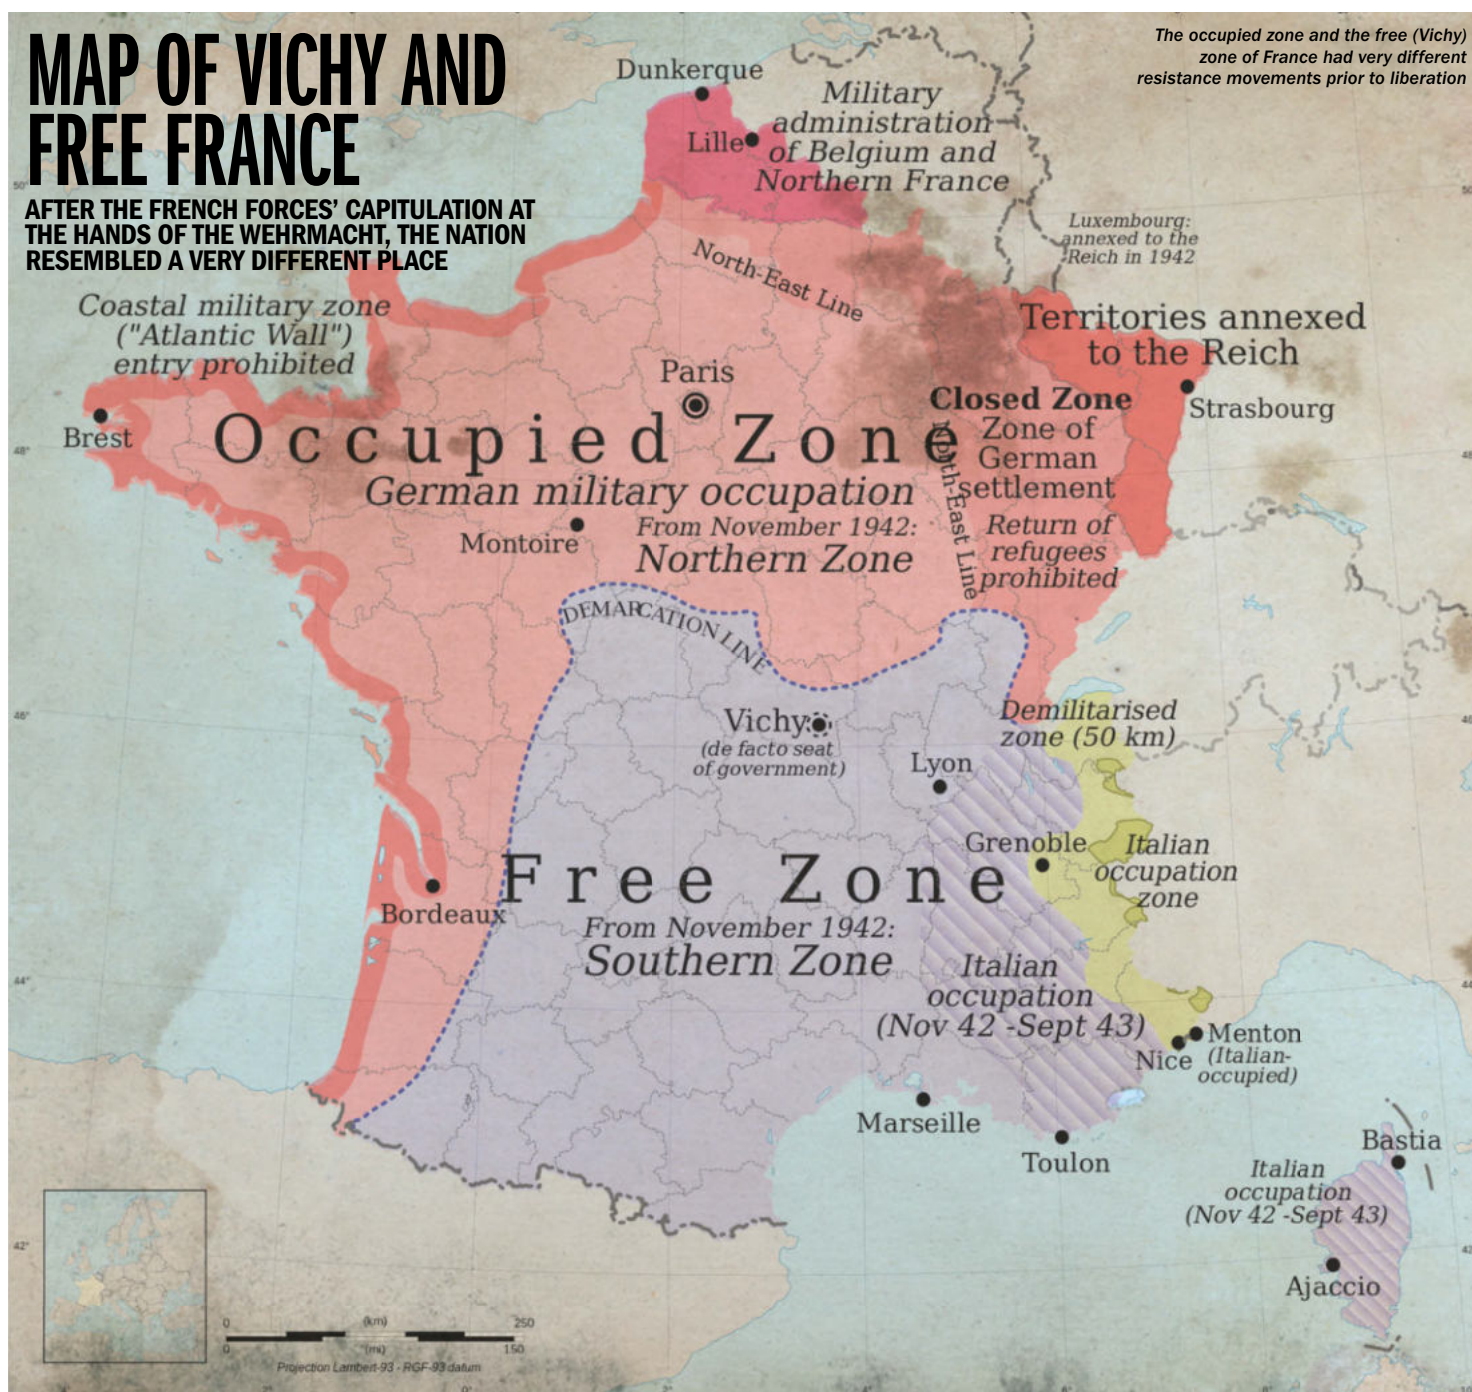 MAP OF VICHY AND
FREE FRANCE
AFTER THE FRENCH FORCES’ CAPITULATION AT
THE HANDS OF THE WEHRMACHT, THE NATION
RESEMBLED A VERY DIFFERENT PLACE
The occupied zone and the free (Vichy)
zone of France had very different
resistance movements prior to liberation
Dunkerque
Lille
Military
administration
of Belgium and
Northern France
50°
Luxembourg:
annexed to the
Reich in 1942
North-East Line
Coastal military zone
("Atlantic Wall")
entry prohibited
Territories annexed
to the Reich
Paris
Strasbourg
Brest
48°
Occupied Zone
German military occupation
From November 1942:
Northern Zone
Montoire
Closed Zone
Zone of
German
settlement
Return of
refugees
prohibited
North-East Line
DEMARCATION LINE
46°
Vichy
(de facto seat
of government)
Lyon
Demilitarised
zone (50 km)
Grenoble
Italian
occupation
zone
Free Zone
From November 1942:
Southern Zone
Bordeaux
Italian
occupation
(Nov 42 -Sept 43)
44°
Menton
(Italian-
occupied)
Nice
Marseille
Toulon
Bastia
Italian
occupation
(Nov 42 -Sept 43)
Ajaccio
42°
0 (km) 250
0 (mi) 150
Projection Lambert-93 - RGF-93 datum